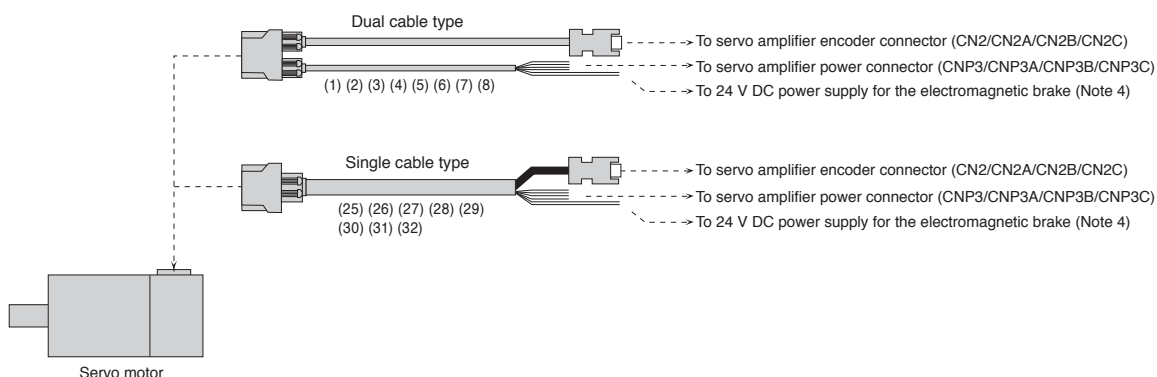 Dual cable type
To servo amplifier encoder connector (CN2/CN2A/CN2B/CN2C)
To servo amplifier power connector (CNP3/CNP3A/CNP3B/CNP3C)
(1) (2) (3) (4) (5) (6) (7) (8)
To 24 V DC power supply for the electromagnetic brake (Note 4)
Single cable type
To servo amplifier encoder connector (CN2/CN2A/CN2B/CN2C)
To servo amplifier power connector (CNP3/CNP3A/CNP3B/CNP3C)
(25) (26) (27) (28) (29)
(30) (31) (32)
To 24 V DC power supply for the electromagnetic brake (Note 4)
Servo motor